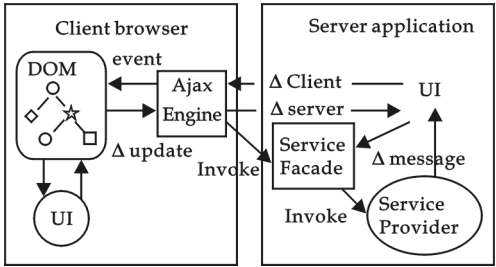 Client browser
Server application
event
DOM
Ajax
Engine
Δ Client
UI
Δ server
Δ update
Invoke
Service
Facade
Δ message
UI
Invoke
Service
Provider